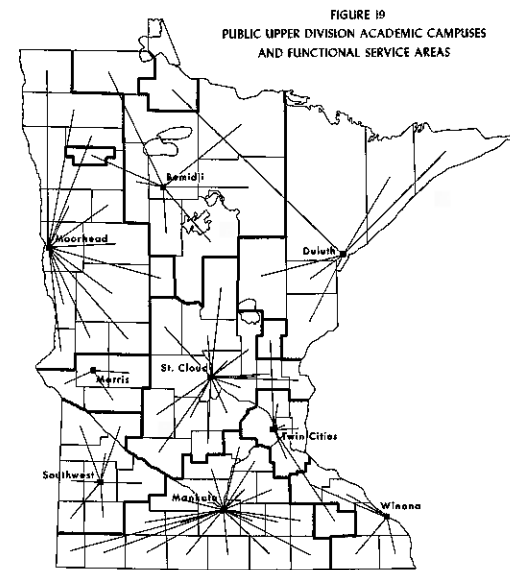 FIGURE 19
PUBLIC UPPER DIVISION ACADEMIC CAMPUSES
AND FUNCTIONAL SERVICE AREAS
Bemidji
Moorhead
Duluth
St. Cloud
Morris
Twin Cities
Southwest
Mankato
Winona